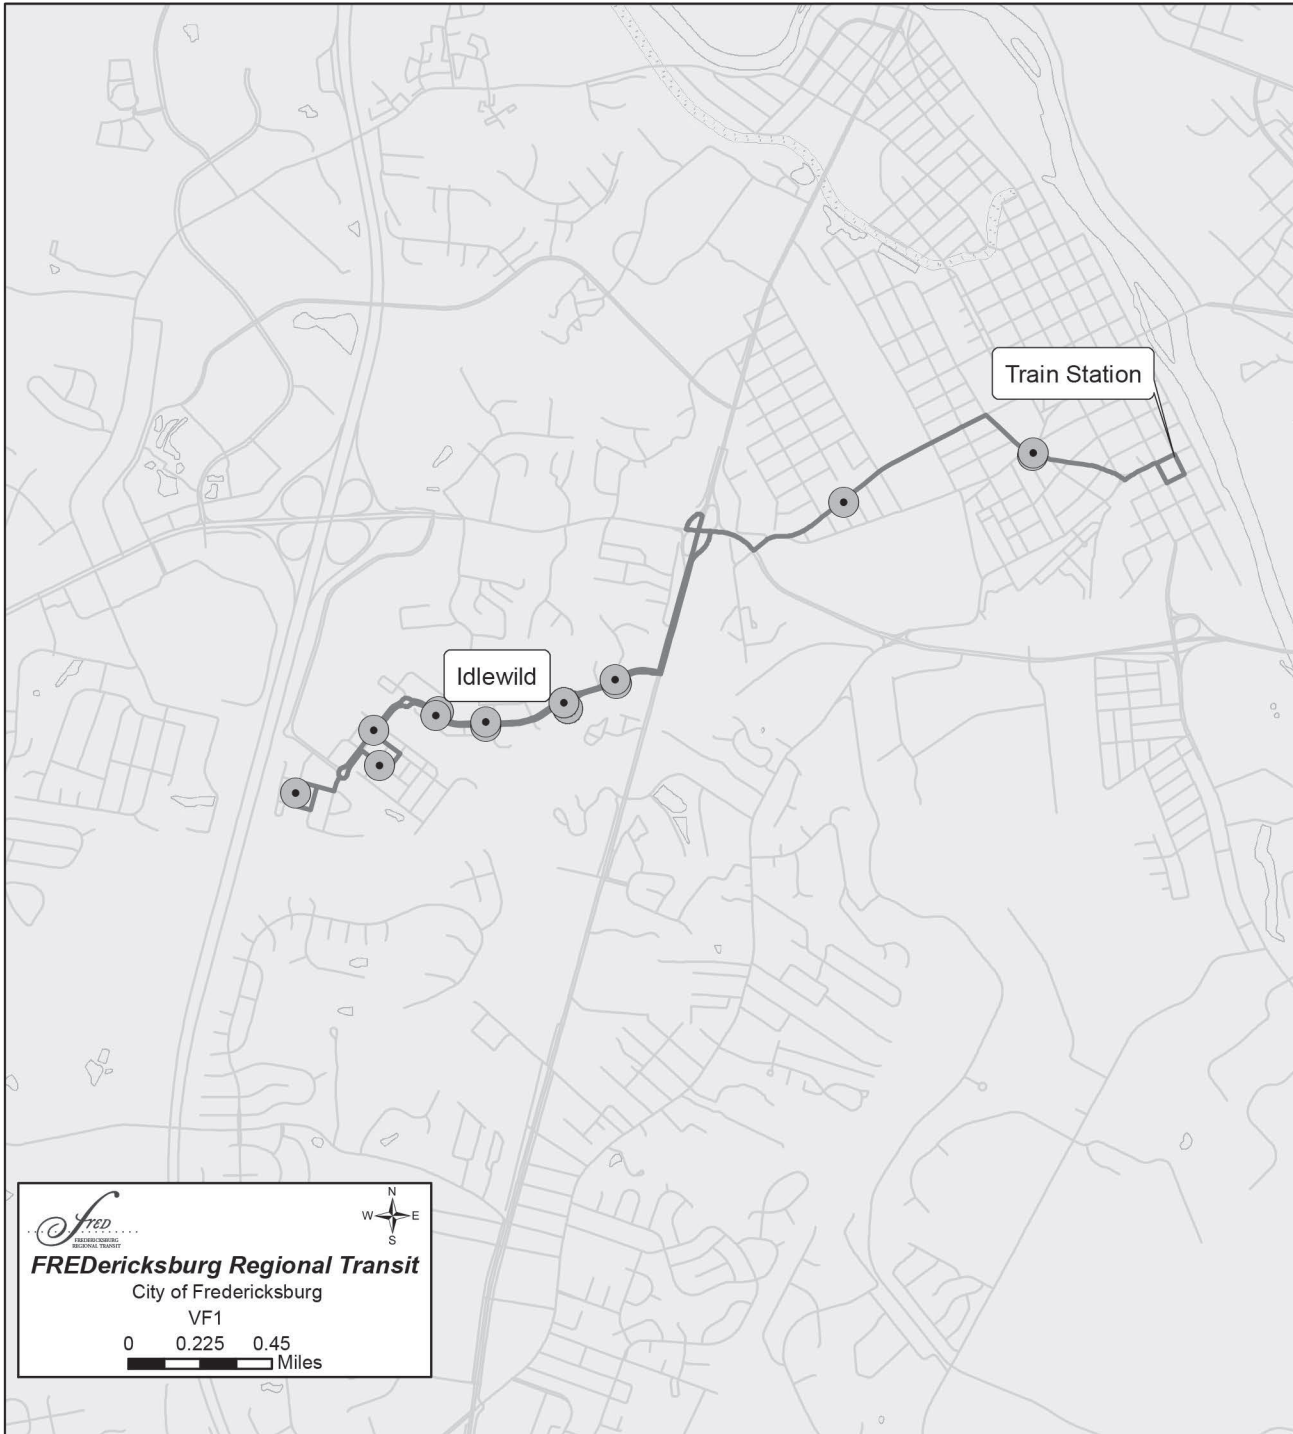 Train Station
Idlewild
FRED
FREDERICKSBURG
REGIONAL TRANSIT
N
W E
S
FREDericksburg Regional Transit
City of Fredericksburg
VF1
0 0.225 0.45
Miles